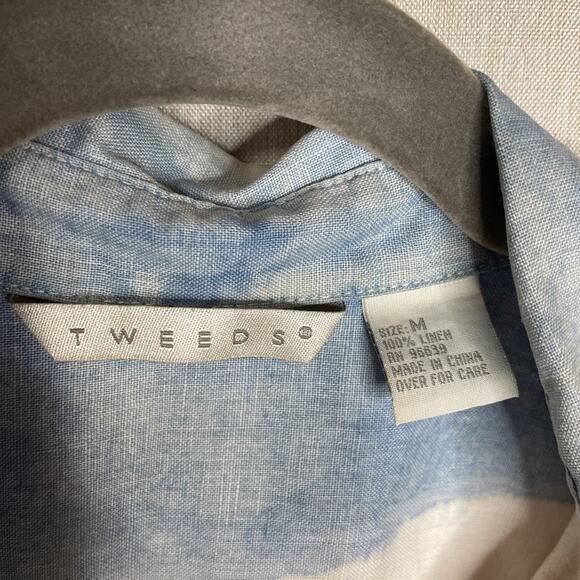 TWEEDS®
SIZE: M
100% LINEN
RN 96639
MADE IN CHINA
OVER FOR CARE